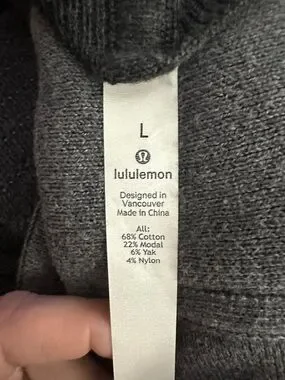 L
lululemon
Designed in
Vancouver
Made in China
All:
68% Cotton
22% Modal
6% Yak
4% Nylon